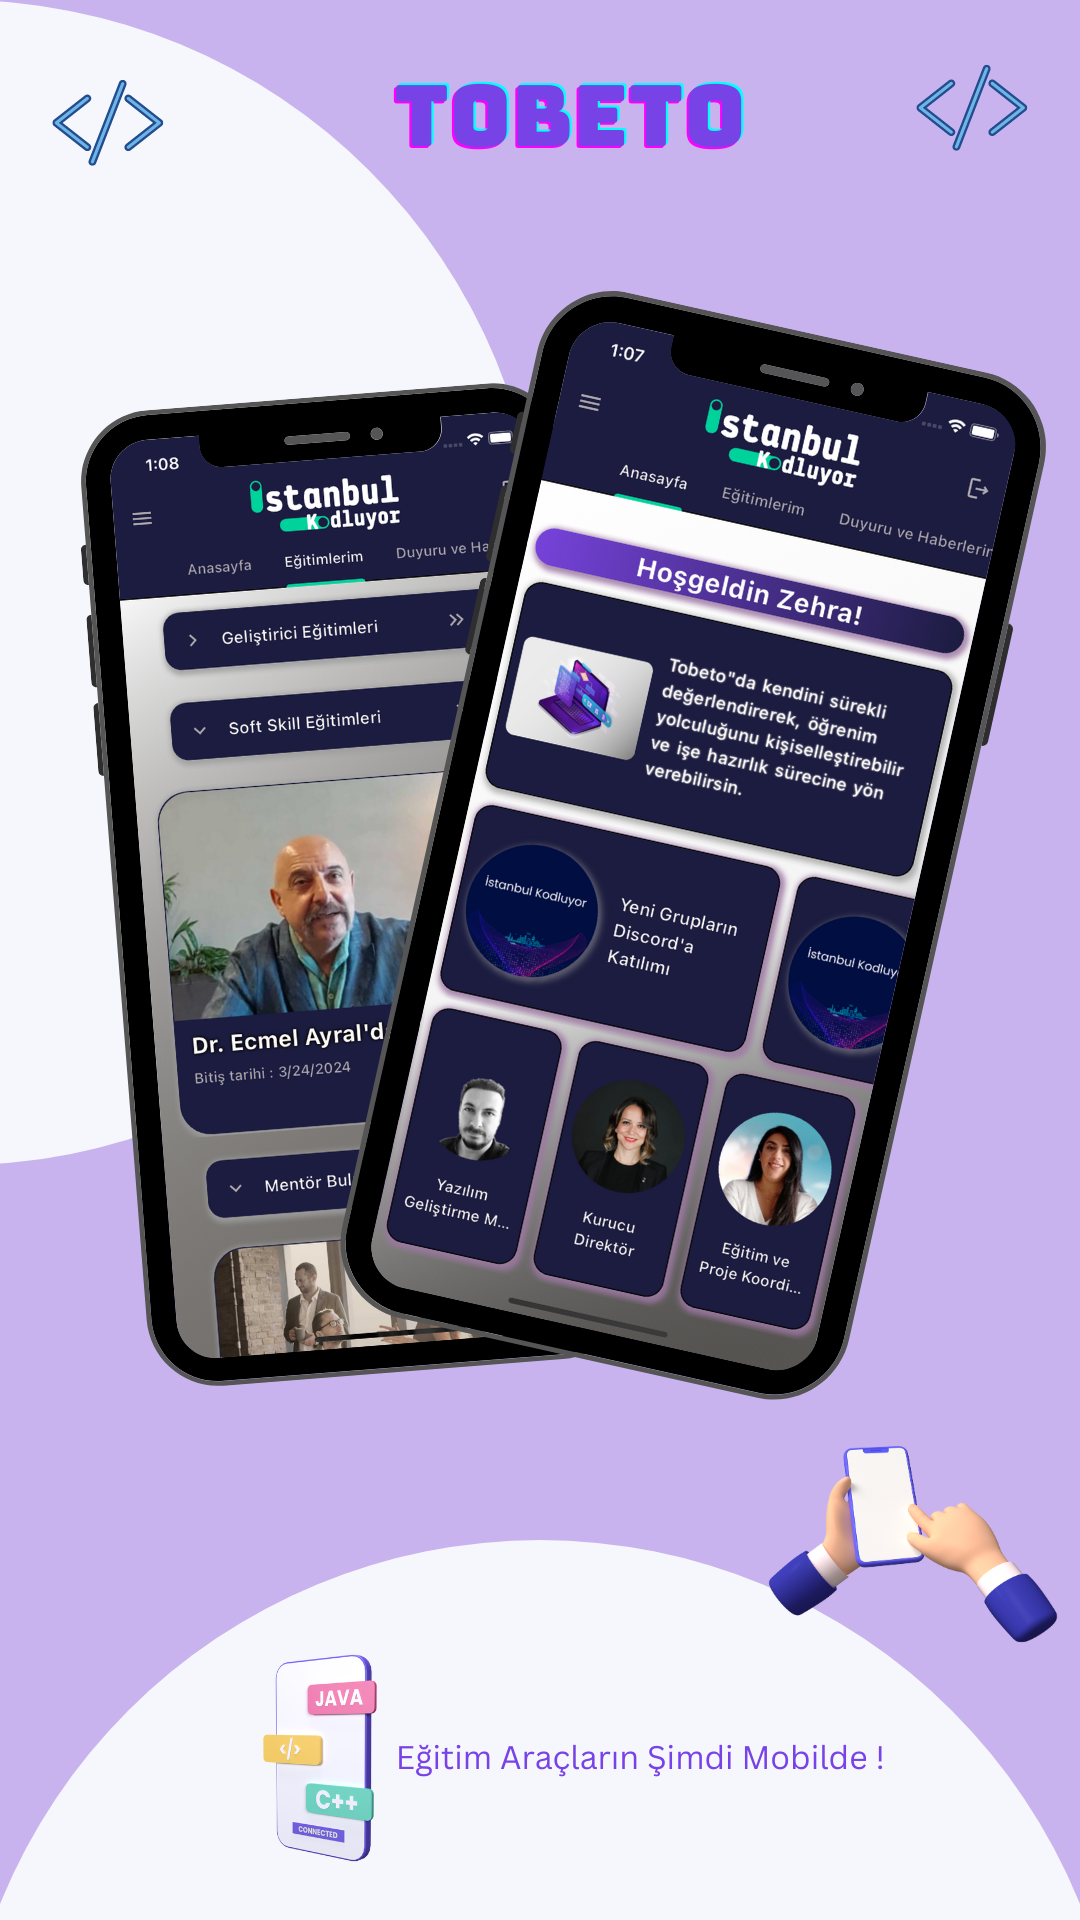 TOBETO
1:08
istanbul
Kodluyor
Anasayfa Eğitimlerim Duyuru ve Ha
Geliştirici Eğitimleri
Soft Skill Eğitimleri
Dr. Ecmel Ayral'd
Bitiş tarihi : 3/24/2024
Mentör Bul
1:07
istanbul
Kodluyor
Anasayfa Eğitimlerim Duyuru ve Haberlerin
Hoşgeldin Zehra!
Tobeto"da kendini sürekli
değerlendirerek, öğrenim
yolculuğunu kişiselleştirebilir
ve işe hazırlık sürecine yön
verebilirsin.
İstanbul Kodluyor
Yeni Grupların
Discord'a
Katılımı
İstanbul Kodluy
Yazılım
Geliştirme M...
Kurucu
Direktör
Eğitim ve
Proje Koordi...
JAVA
</>
C++
CONNECTED
Eğitim Araçların Şimdi Mobilde !